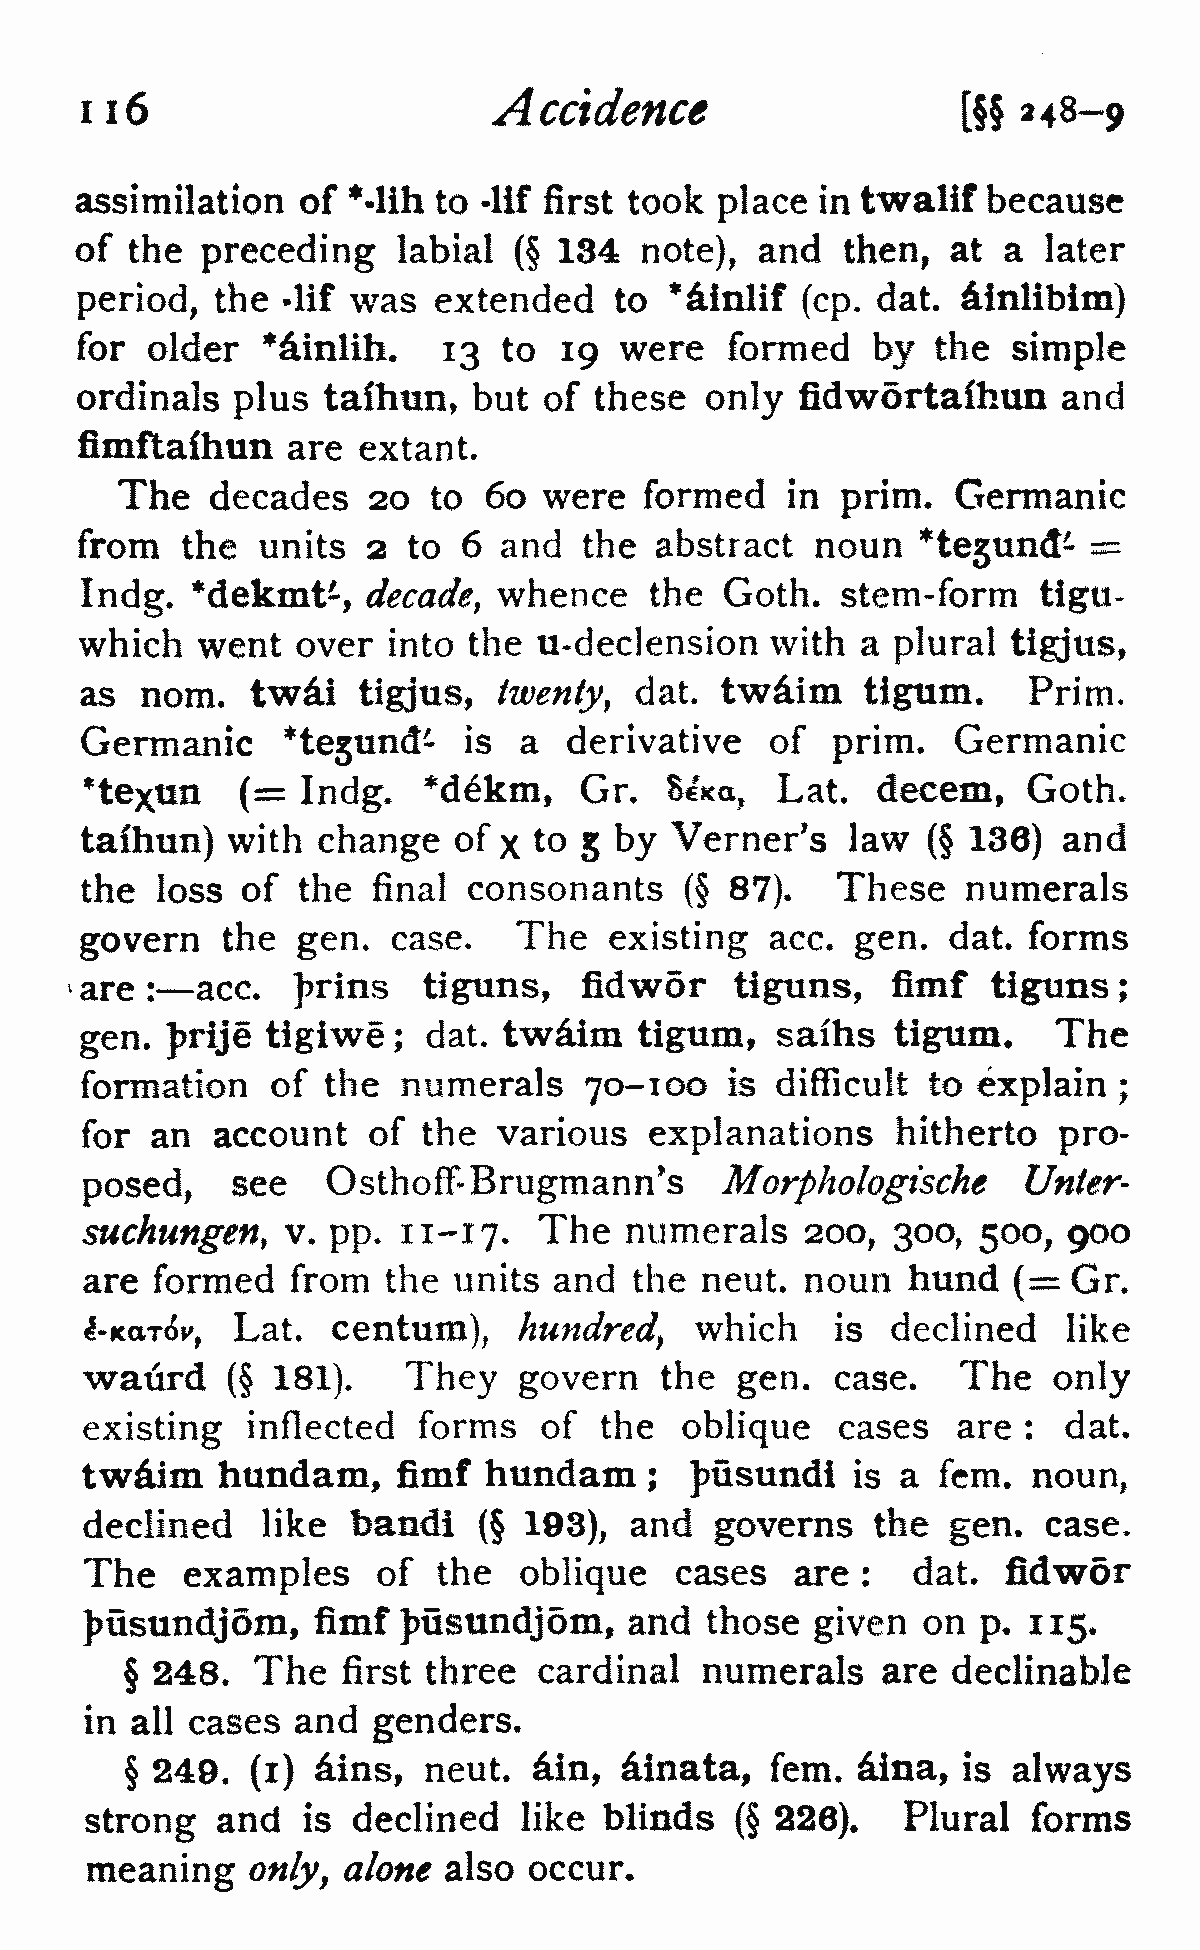 116 Accidence [§§ 248–9
assimilation of *-lih to -lif first took place in twalif because
of the preceding labial (§ 134 note), and then, at a later
period, the -lif was extended to *áinlif (cp. dat. áinlibim)
for older *áinlih. 13 to 19 were formed by the simple
ordinals plus taíhun, but of these only fidwōrtaíhun and
fimftaíhun are extant.
The decades 20 to 60 were formed in prim. Germanic
from the units 2 to 6 and the abstract noun *teʒunđ´- =
Indg. *dekmt´-, decade, whence the Goth. stem-form tigu-
which went over into the u-declension with a plural tigjus,
as nom. twái tigjus, twenty, dat. twáim tigum. Prim.
Germanic *teʒunđ´- is a derivative of prim. Germanic
*teχun (= Indg. *dékm, Gr. δέκα, Lat. decem, Goth.
taíhun) with change of χ to ʒ by Verner's law (§ 136) and
the loss of the final consonants (§ 87). These numerals
govern the gen. case. The existing acc. gen. dat. forms
are :—acc. þrins tiguns, fidwōr tiguns, fimf tiguns;
gen. þrijē tigiwē; dat. twáim tigum, saíhs tigum. The
formation of the numerals 70–100 is difficult to explain;
for an account of the various explanations hitherto pro-
posed, see Osthoff-Brugmann's Morphologische Unter-
suchungen, v. pp. 11–17. The numerals 200, 300, 500, 900
are formed from the units and the neut. noun hund (= Gr.
ἑ-κατόν, Lat. centum), hundred, which is declined like
waúrd (§ 181). They govern the gen. case. The only
existing inflected forms of the oblique cases are : dat.
twáim hundam, fimf hundam; þūsundi is a fem. noun,
declined like bandi (§ 193), and governs the gen. case.
The examples of the oblique cases are : dat. fidwōr
þūsundjōm, fimf þūsundjōm, and those given on p. 115.
§ 248. The first three cardinal numerals are declinable
in all cases and genders.
§ 249. (1) áins, neut. áin, áinata, fem. áina, is always
strong and is declined like blinds (§ 226). Plural forms
meaning only, alone also occur.